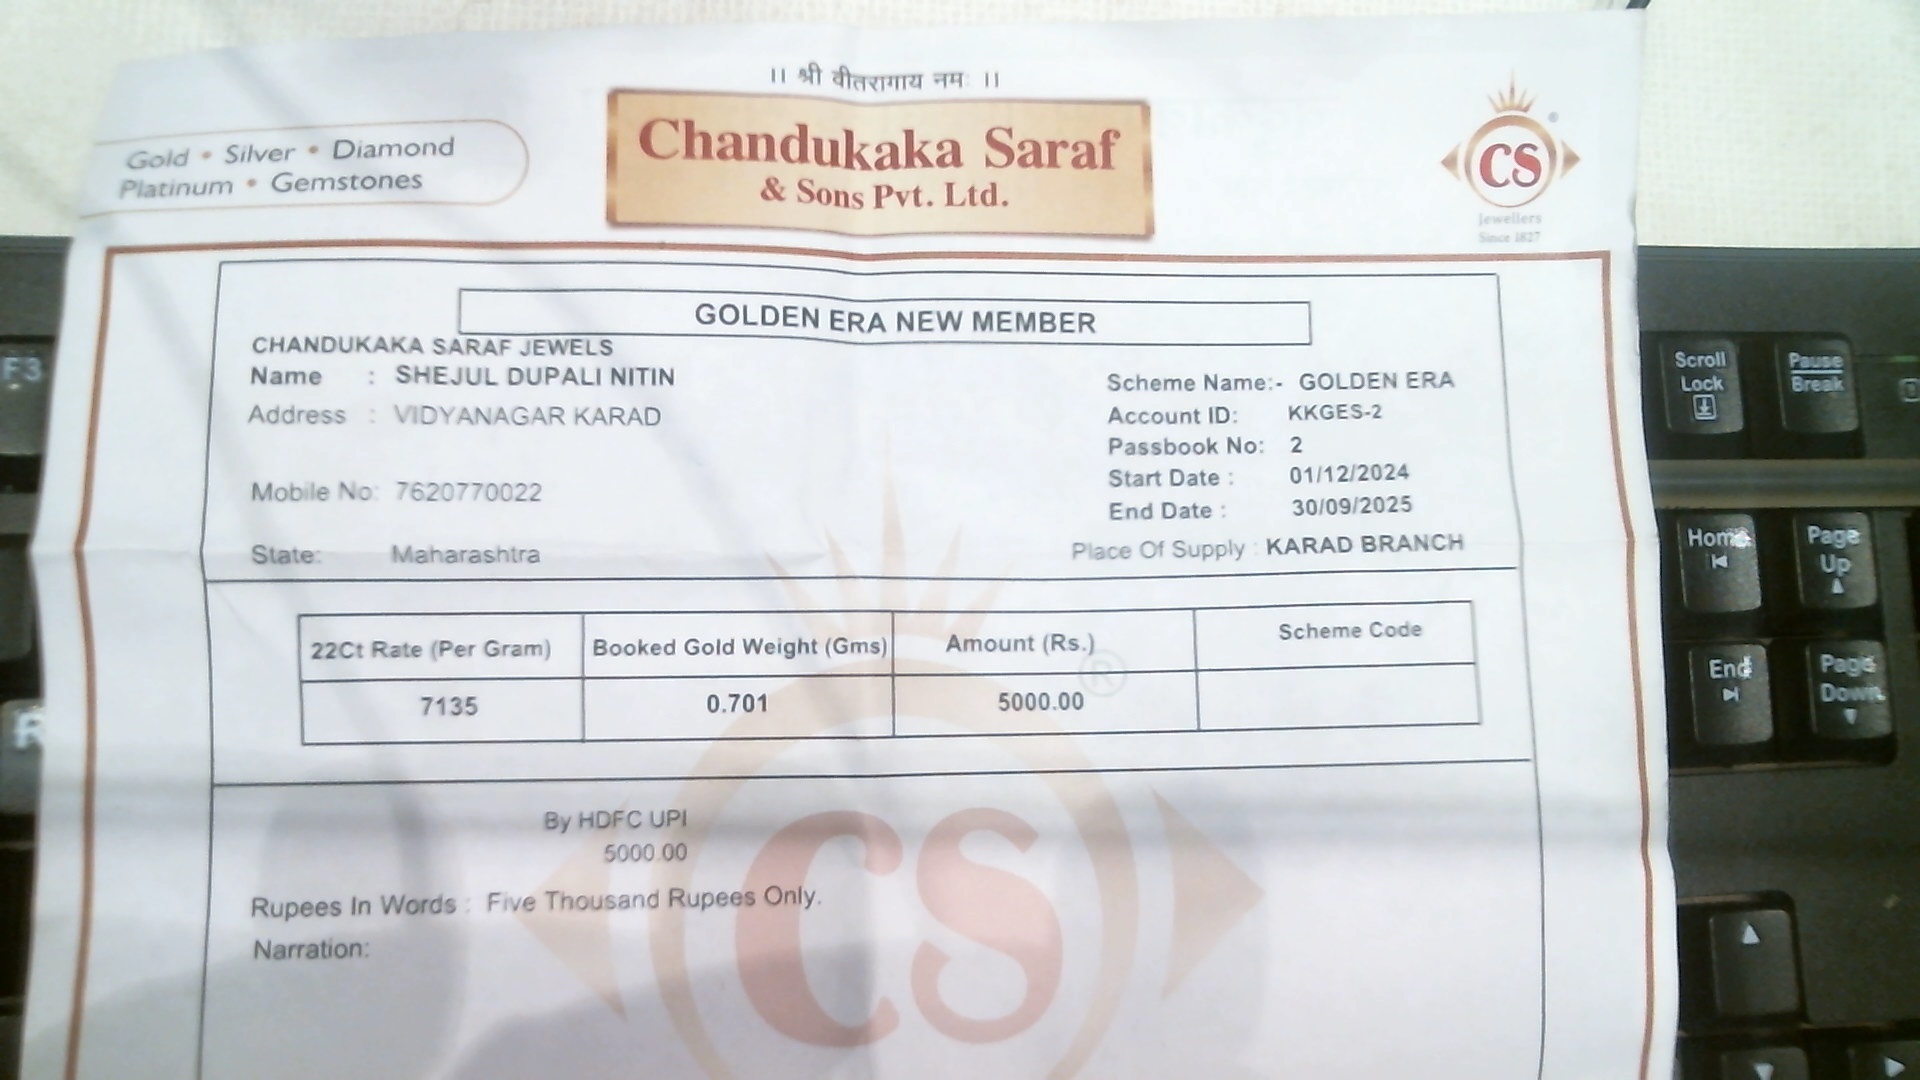 ।। श्री वीतरागाय नमः ।।
Gold • Silver • Diamond
Platinum • Gemstones
Chandukaka Saraf
& Sons Pvt. Ltd.
CS
®
Jewellers
Since 1827
GOLDEN ERA NEW MEMBER
CHANDUKAKA SARAF JEWELS
Name : SHEJUL DUPALI NITIN
Address : VIDYANAGAR KARAD
Mobile No: 7620770022
State: Maharashtra
Scheme Name:- GOLDEN ERA
Account ID: KKGES-2
Passbook No: 2
Start Date : 01/12/2024
End Date : 30/09/2025
Place Of Supply : KARAD BRANCH
22Ct Rate (Per Gram) Booked Gold Weight (Gms) Amount (Rs.) Scheme Code
7135 0.701 5000.00
®
By HDFC UPI
5000.00
Rupees In Words : Five Thousand Rupees Only.
Narration:
CS
F3
Scroll
Lock
Pause
Break
Home
Page
Up
End
Page
Down
R